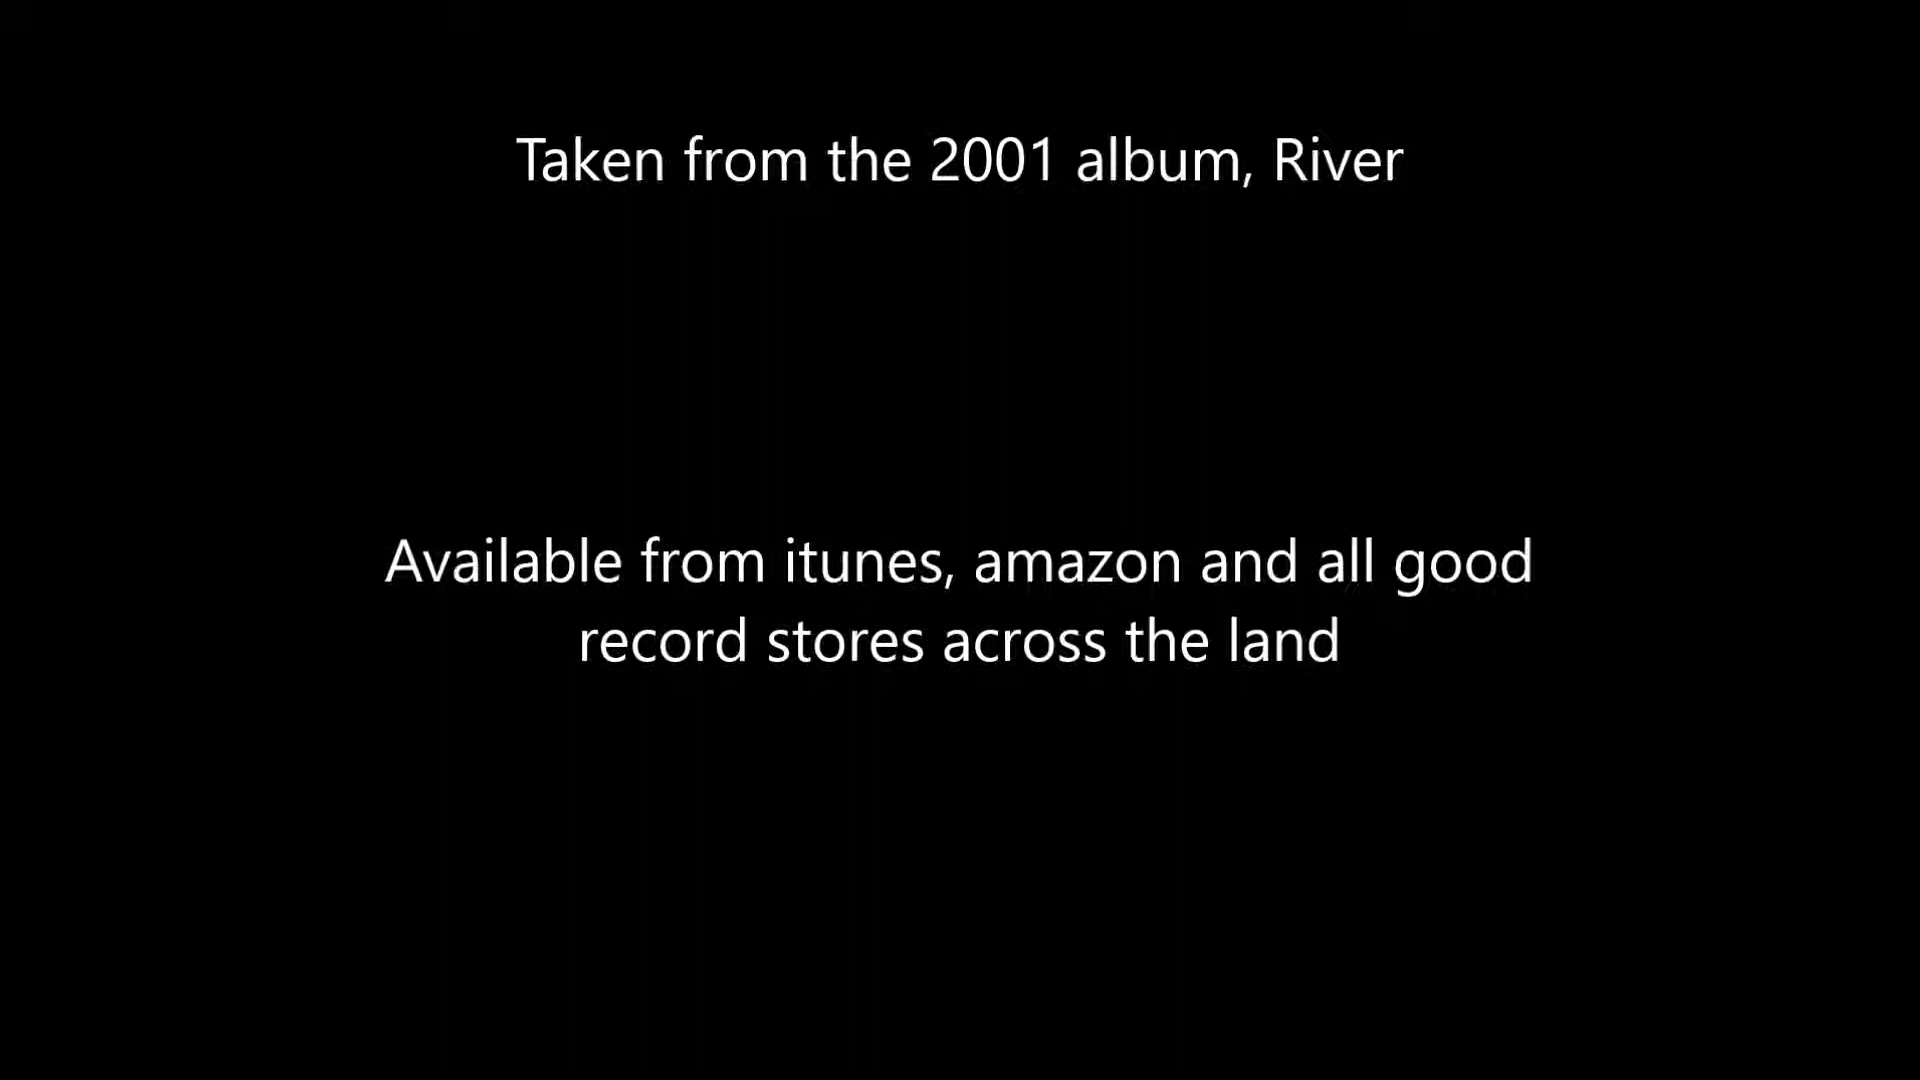 Taken from the 2001 album, River
Available from itunes, amazon and all good
record stores across the land